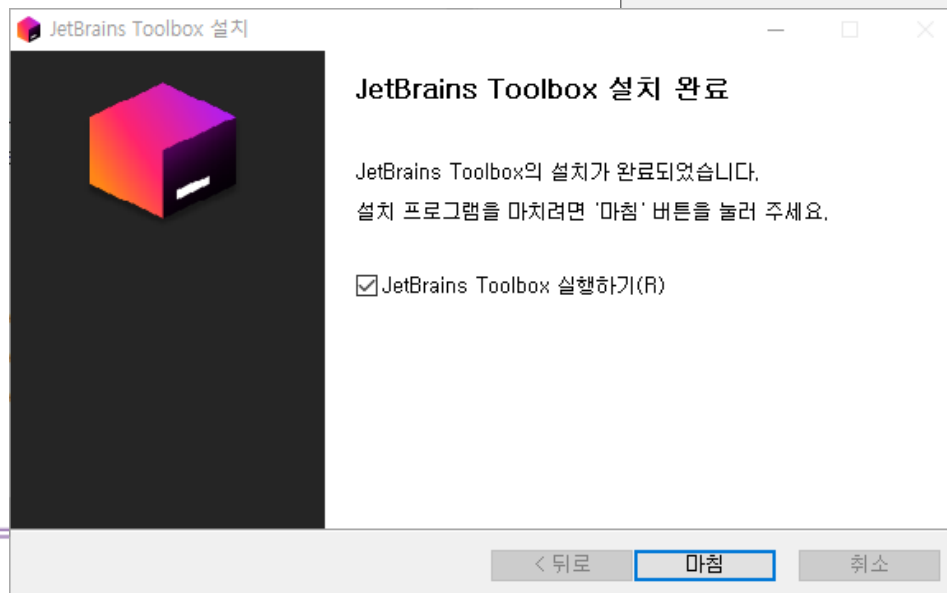 JetBrains Toolbox 설치
JetBrains Toolbox 설치 완료
JetBrains Toolbox의 설치가 완료되었습니다.
설치 프로그램을 마치려면 '마침' 버튼을 눌러 주세요.
JetBrains Toolbox 실행하기(R)
< 뒤로
마침
취소